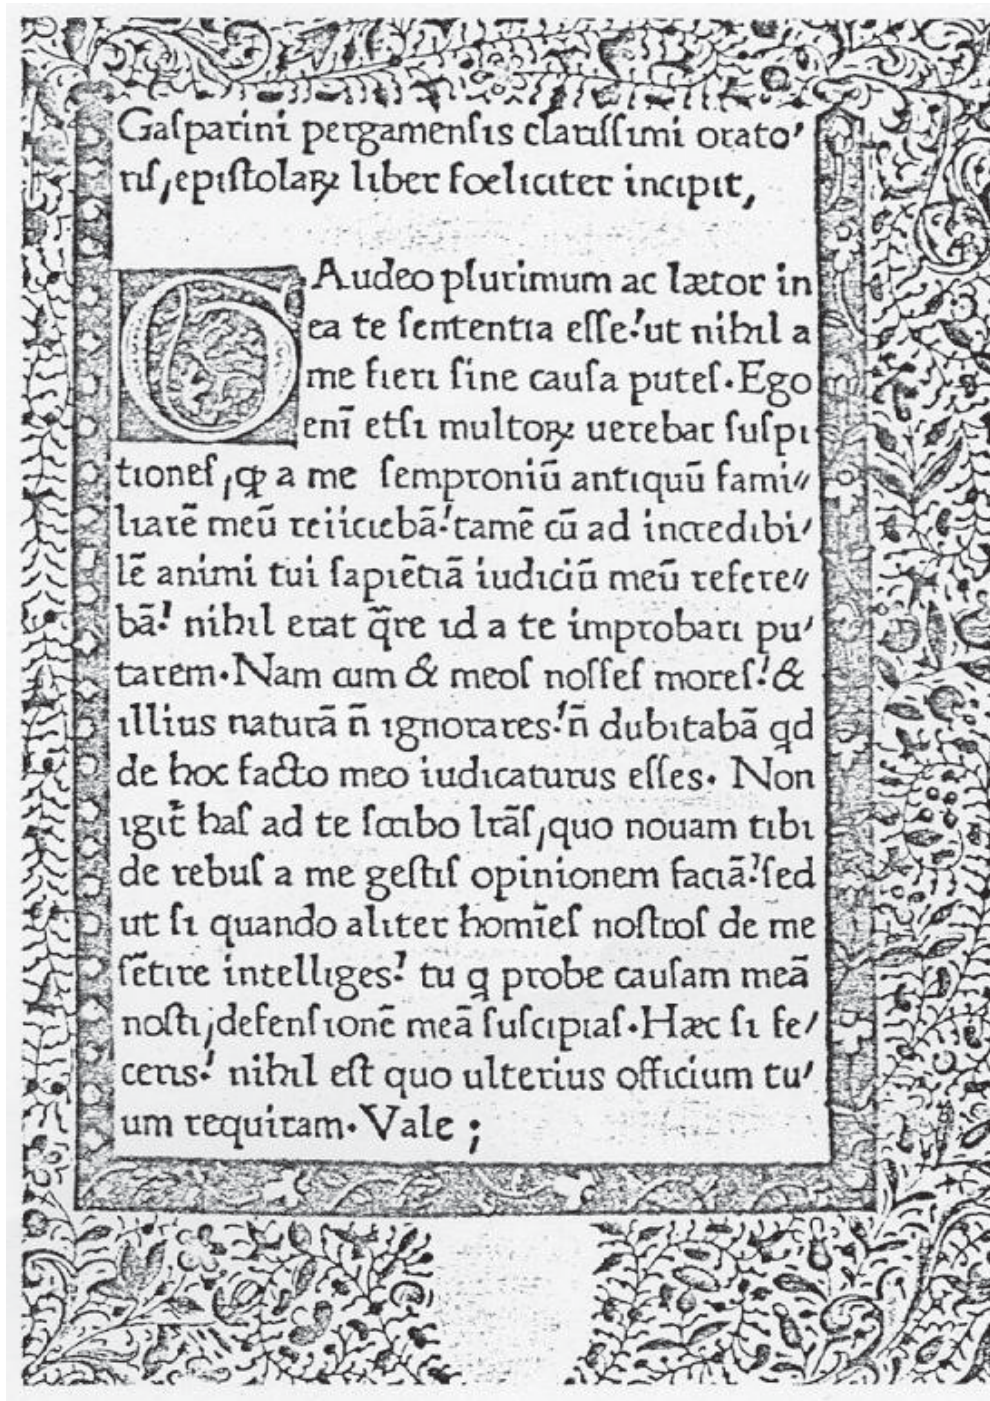 Gaſparini pergamenſis clariſſimi orato/
riſ,epiſtolaꝝ liber foeliciter incipit,
GAudeo plurimum ac lætor in
ea te ſententia eſſe!ut nihil a
me fieri ſine cauſa puteſ·Ego
eni᷑ etſi multoꝝ uerebar ſuſpi
tioneſ,ꝙ a me ſemproniū antiquū fami//
liarē meū reiiciebā!tamē cū ad incredibi/
lē animi tui ſapiētiā iudiciū meū refere//
bā! nihil erat q̃re id a te improbari pu/
tarem·Nam cum & meoſ noſſeſ moreſ!&
illius naturā ñ ignorares!ñ dubitabā qd
de hoc facto meo iudicaturus eſſes· Non
igit᷑ haſ ad te ſcribo lr̃aſ,quo nouam tibi
de rebuſ a me geſtiſ opinionem faciā!ſed
ut ſi quando aliter homīeſ noſtroſ de me
ſētire intelliges! tu q probe cauſam meā
noſti,defenſionē meā ſuſcipiaſ·Hæc ſi fe/
ceris! nihil eſt quo ulterius officium tu/
um requiram·Vale ;